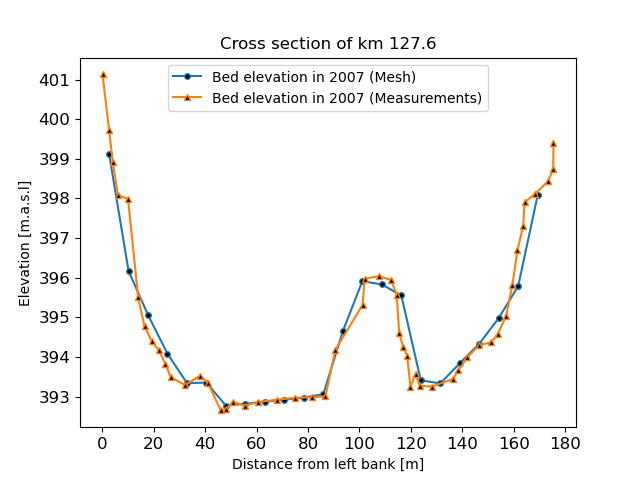 Cross section of km 127.6
Bed elevation in 2007 (Mesh)
Bed elevation in 2007 (Measurements)
Elevation [m.a.s.l]
401
400
399
398
397
396
395
394
393
0 20 40 60 80 100 120 140 160 180
Distance from left bank [m]